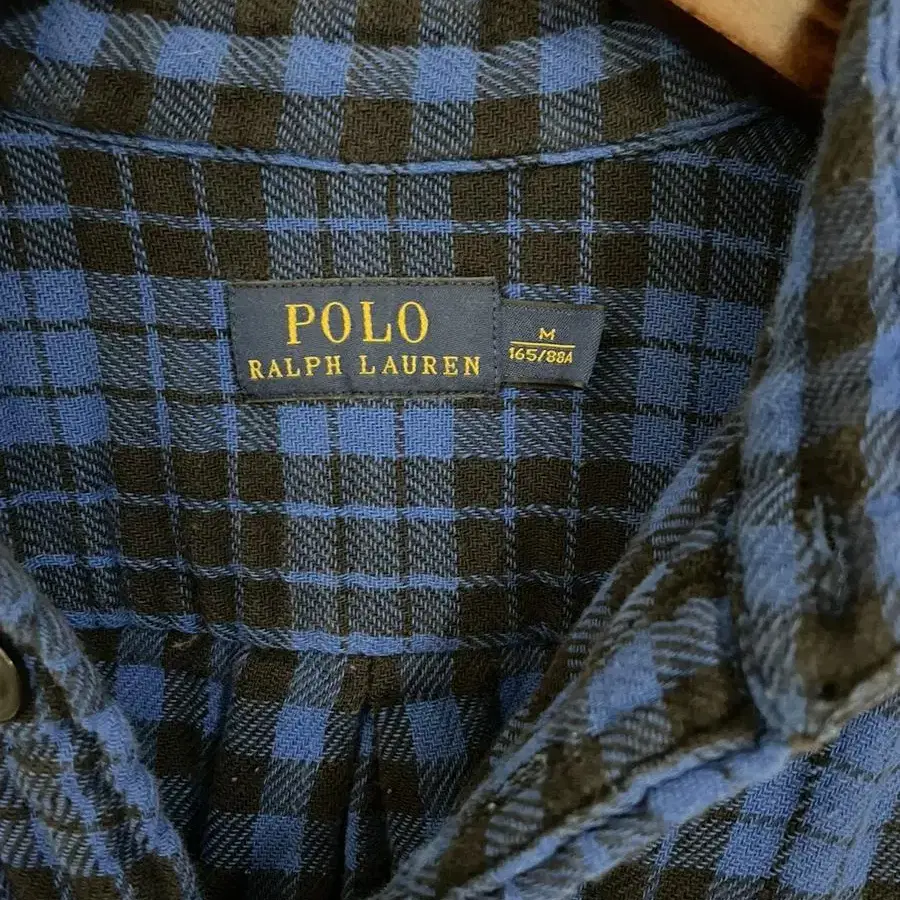 POLO
RALPH LAUREN
M
165/88A